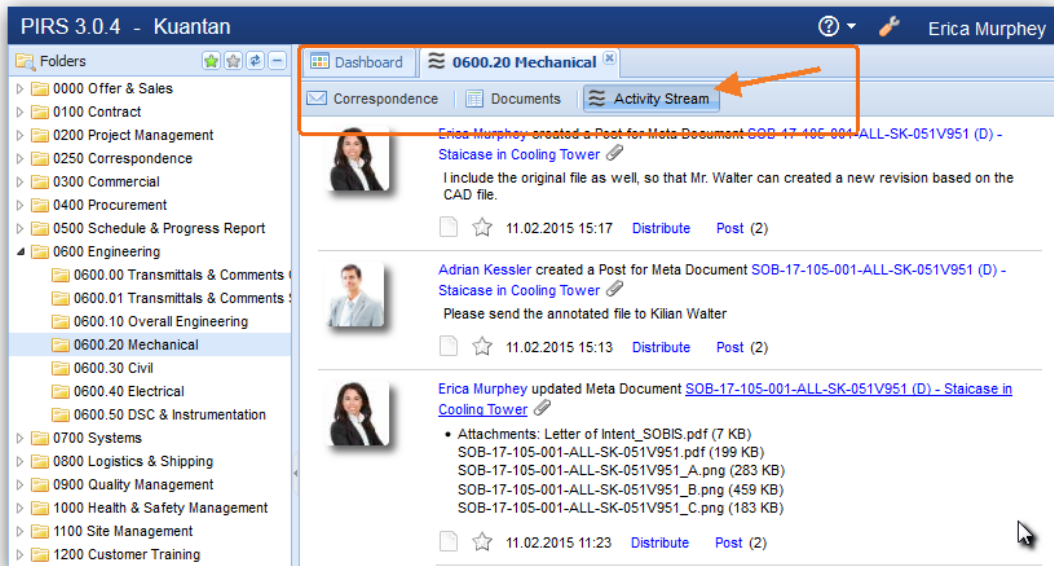 PIRS 3.0.4 - Kuantan
Erica Murphey
Folders
0000 Offer & Sales
0100 Contract
0200 Project Management
0250 Correspondence
0300 Commercial
0400 Procurement
0500 Schedule & Progress Report
0600 Engineering
0600.00 Transmittals & Comments
0600.01 Transmittals & Comments
0600.10 Overall Engineering
0600.20 Mechanical
0600.30 Civil
0600.40 Electrical
0600.50 DSC & Instrumentation
0700 Systems
0800 Logistics & Shipping
0900 Quality Management
1000 Health & Safety Management
1100 Site Management
1200 Customer Training
Dashboard
0600.20 Mechanical
Correspondence
Documents
Activity Stream
Erica Murphey created a Post for Meta Document SOB-17-105-001-ALL-SK-051V951 (D) -
Staicase in Cooling Tower
I include the original file as well, so that Mr. Walter can created a new revision based on the
CAD file.
11.02.2015 15:17 Distribute Post (2)
Adrian Kessler created a Post for Meta Document SOB-17-105-001-ALL-SK-051V951 (D) -
Staicase in Cooling Tower
Please send the annotated file to Kilian Walter
11.02.2015 15:13 Distribute Post (2)
Erica Murphey updated Meta Document SOB-17-105-001-ALL-SK-051V951 (D) - Staicase in
Cooling Tower
• Attachments: Letter of Intent_SOBIS.pdf (7 KB)
SOB-17-105-001-ALL-SK-051V951.pdf (199 KB)
SOB-17-105-001-ALL-SK-051V951_A.png (283 KB)
SOB-17-105-001-ALL-SK-051V951_B.png (459 KB)
SOB-17-105-001-ALL-SK-051V951_C.png (183 KB)
11.02.2015 11:23 Distribute Post (2)